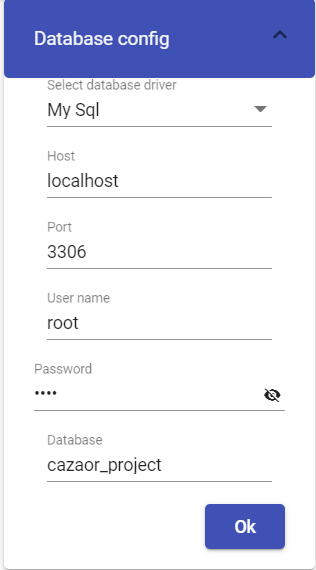 Database config
Select database driver
My Sql
Host
localhost
Port
3306
User name
root
Password
••••
Database
cazaor_project
Ok